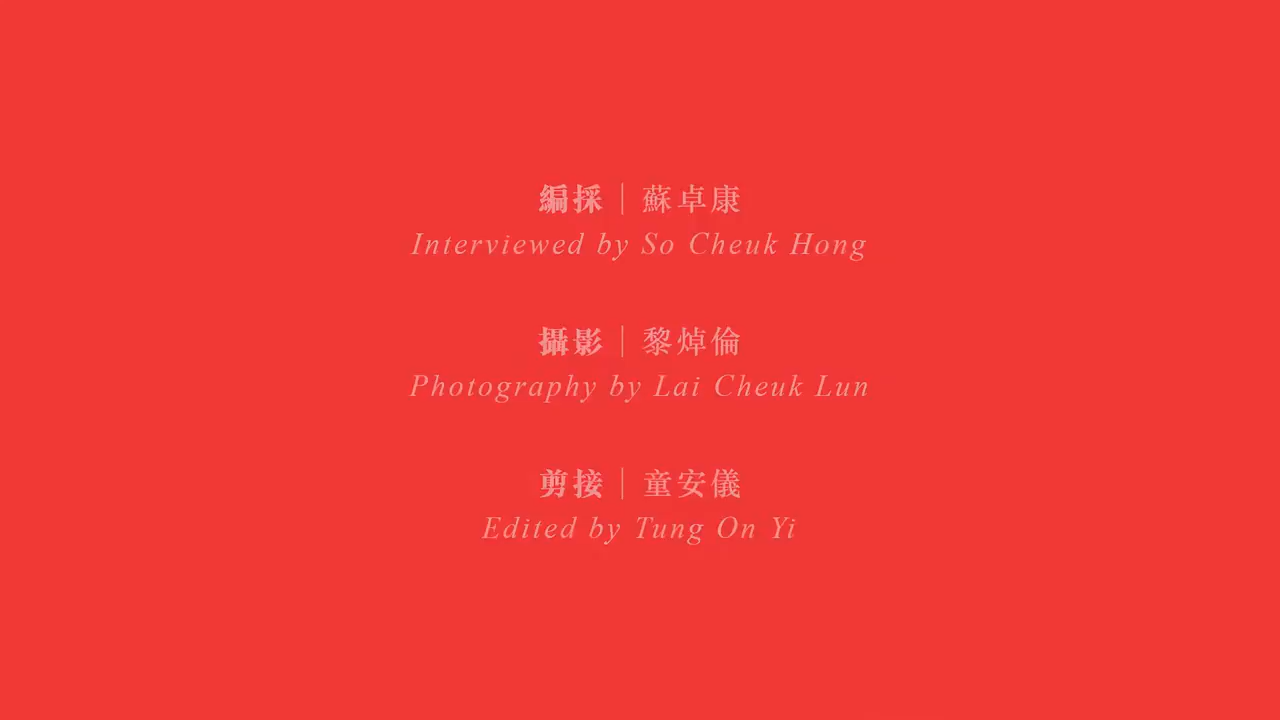 編採｜蘇卓康
Interviewed by So Cheuk Hong
攝影｜黎焯倫
Photography by Lai Cheuk Lun
剪接｜童安儀
Edited by Tung On Yi